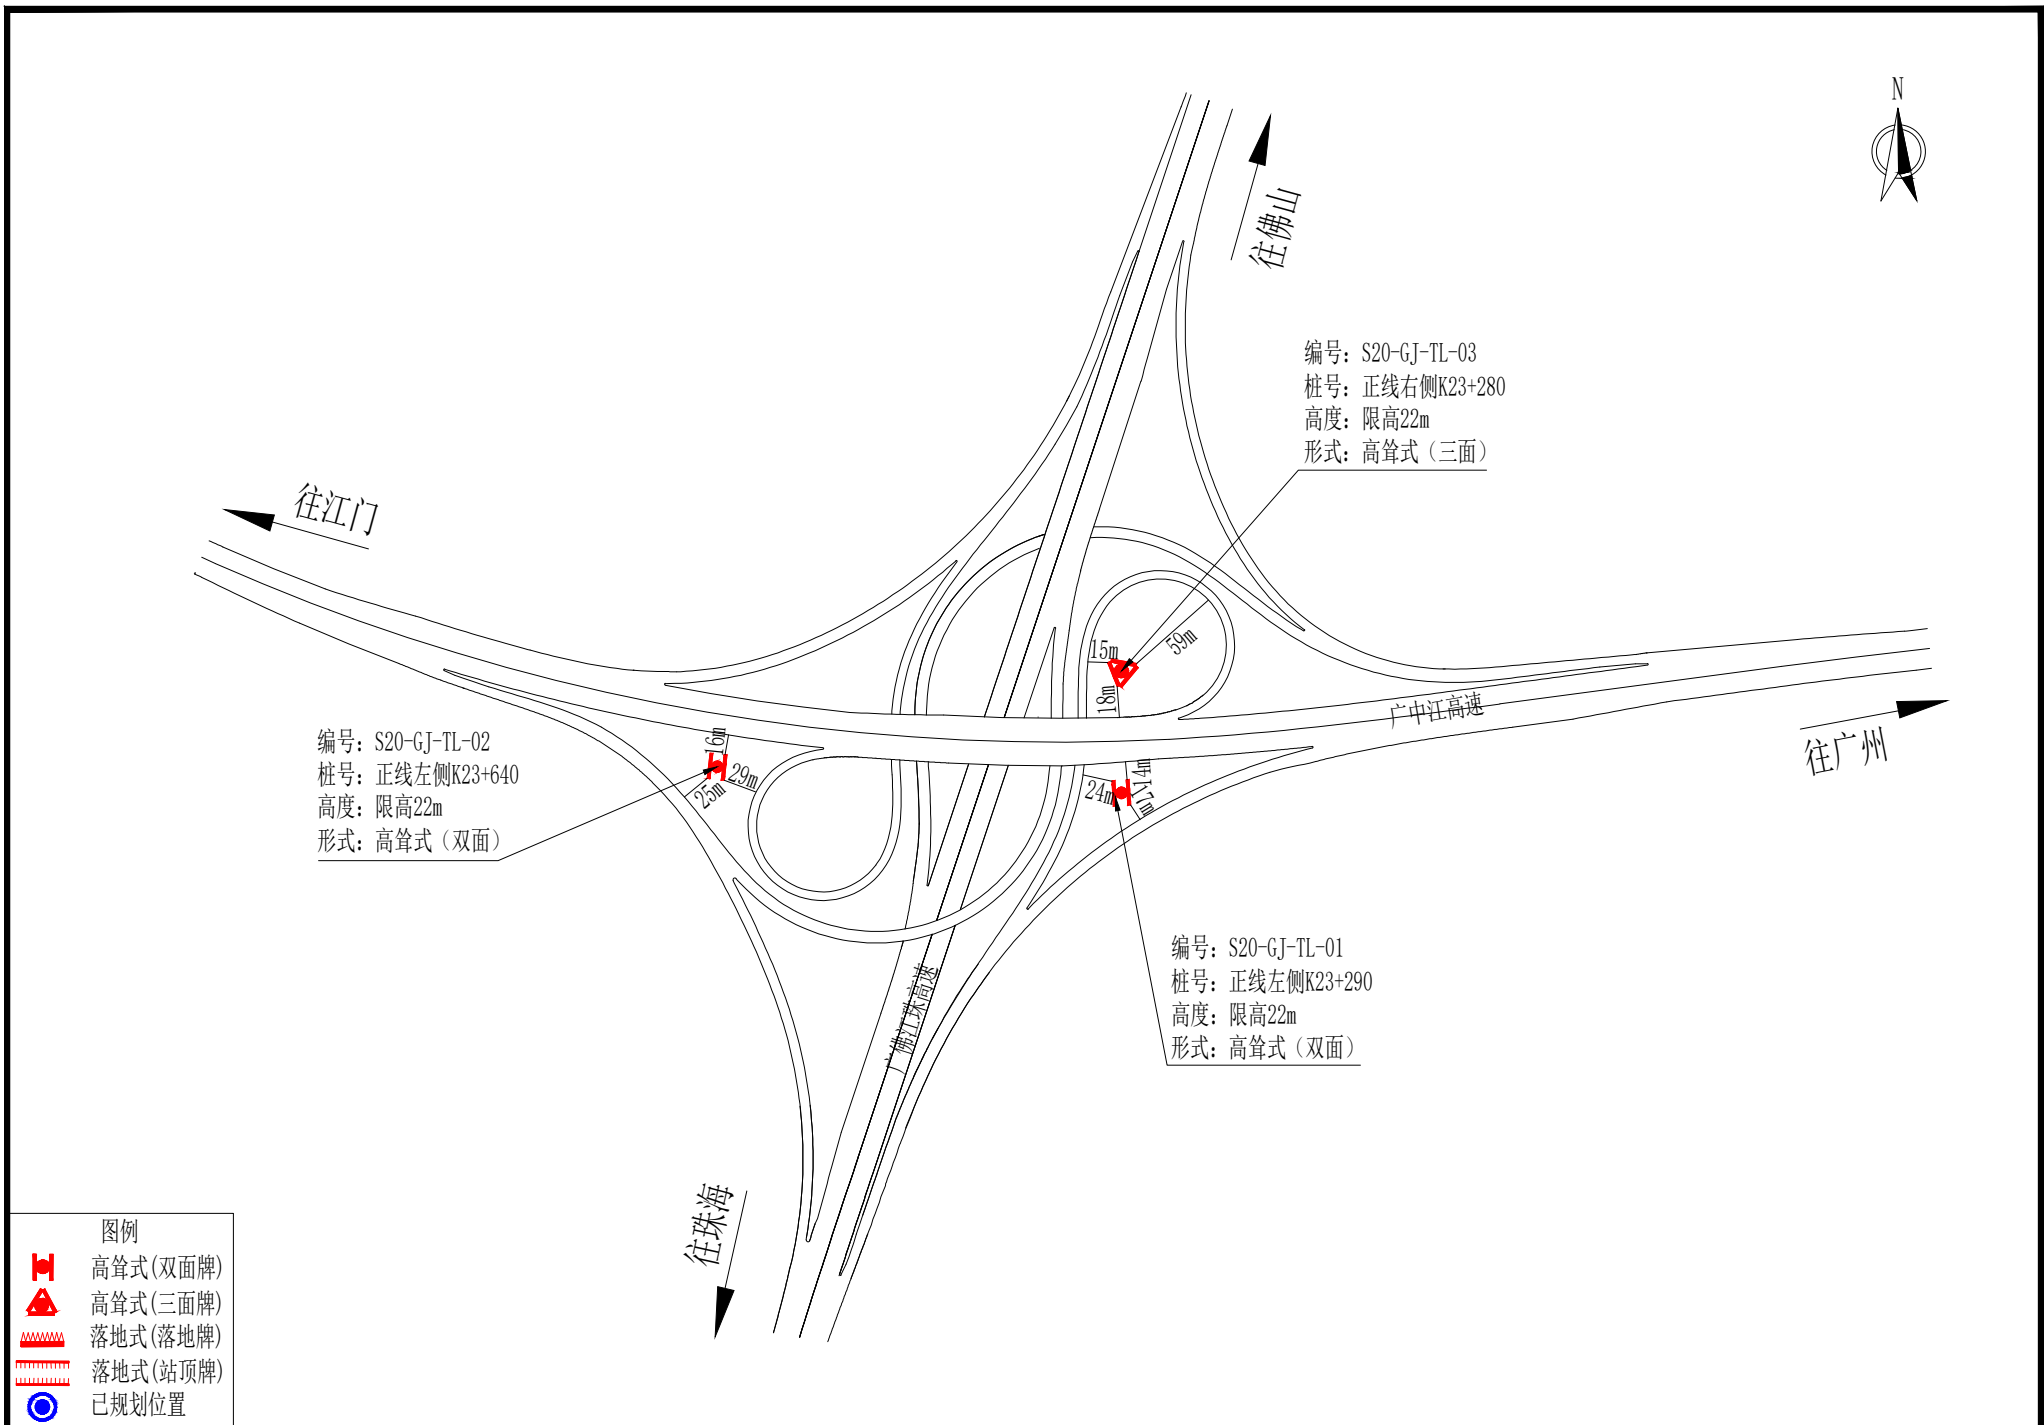 N
往佛山
编号: S20-GJ-TL-03
桩号: 正线右侧K23+280
高度: 限高22m
形式: 高耸式（三面）
往江门
59m
15m
18m
广中江高速
往广州
编号: S20-GJ-TL-02
桩号: 正线左侧K23+640
高度: 限高22m
形式: 高耸式（双面）
16m
29m
25m
14m
24m
17m
编号: S20-GJ-TL-01
桩号: 正线左侧K23+290
高度: 限高22m
形式: 高耸式（双面）
广佛江珠高速
往珠海
图例
高耸式(双面牌)
高耸式(三面牌)
落地式(落地牌)
落地式(站顶牌)
已规划位置